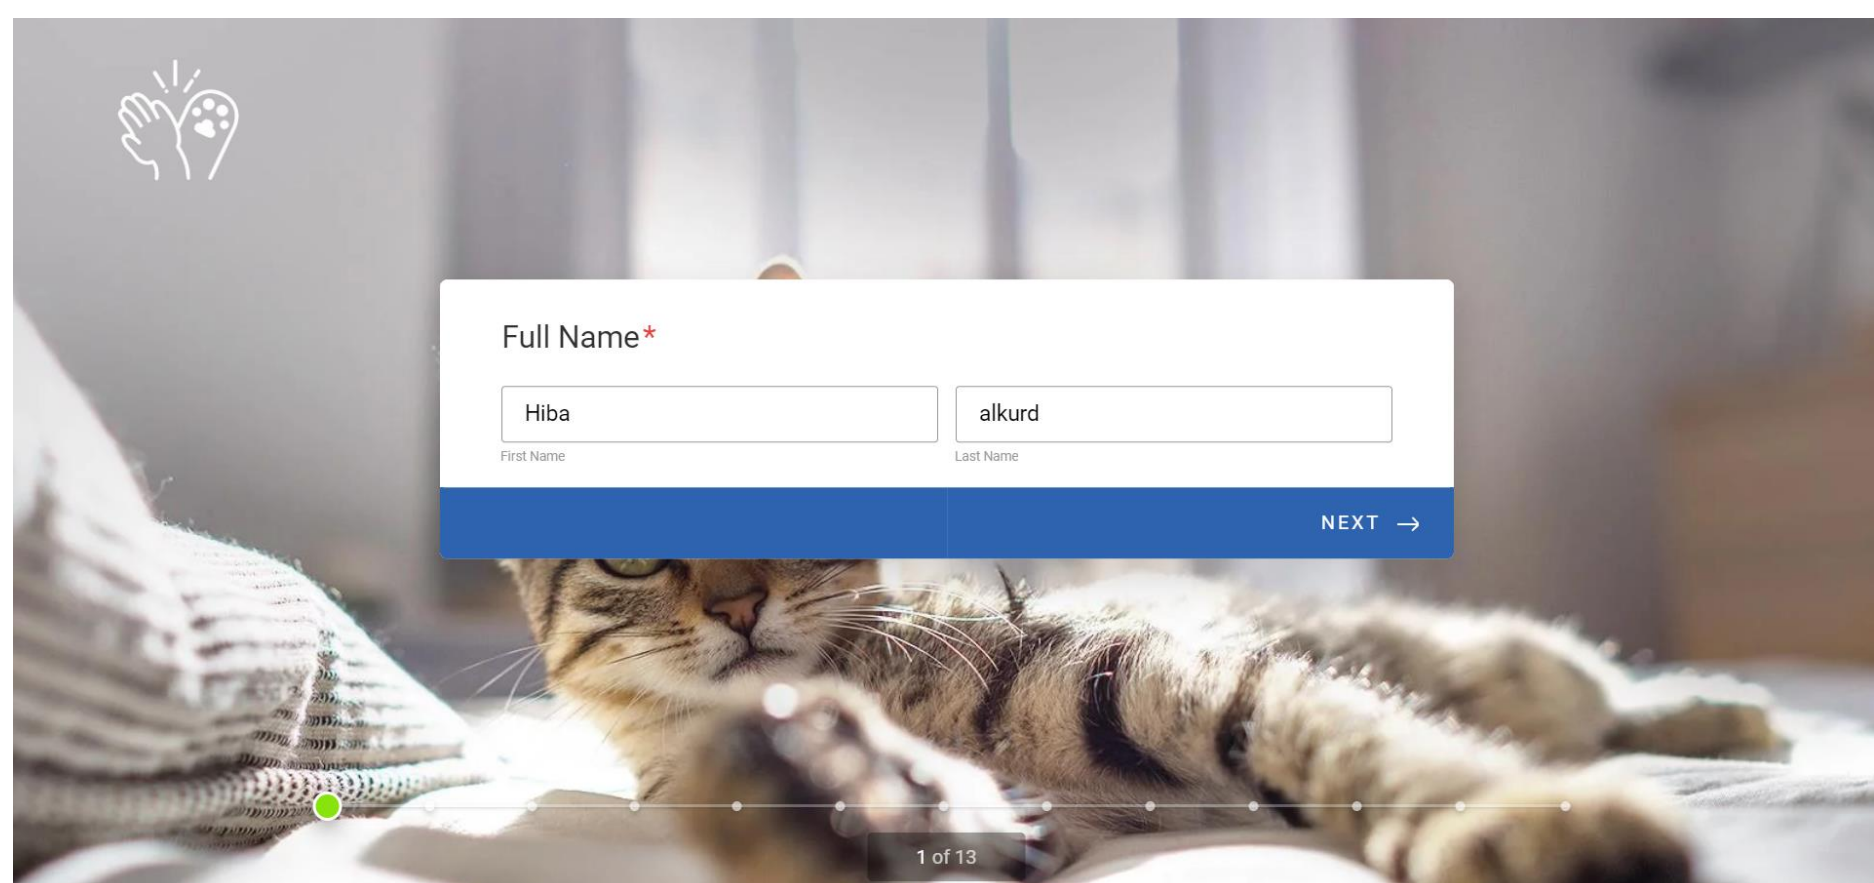 Full Name*
Hiba alkurd
First Name Last Name
NEXT →
1 of 13